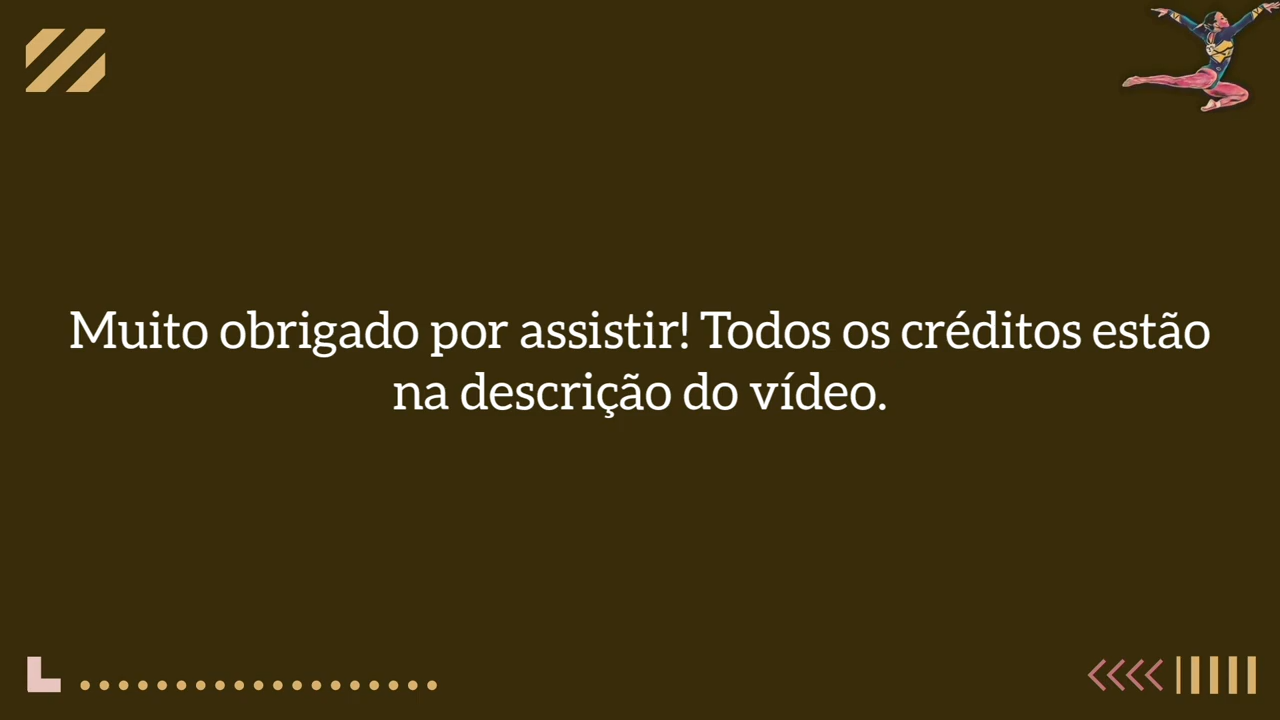 Muito obrigado por assistir! Todos os créditos estão
na descrição do vídeo.